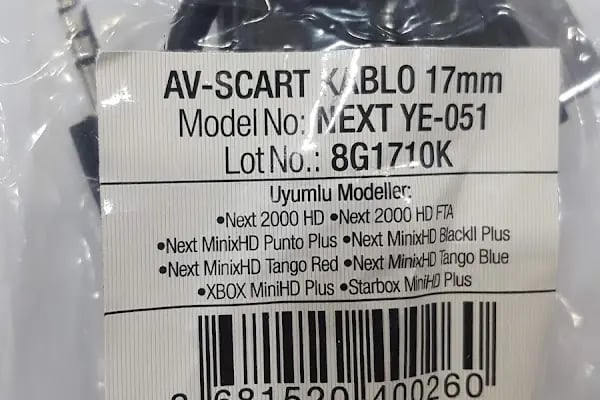 AV-SCART KABLO 17mm
Model No: NEXT YE-051
Lot No.: 8G1710K
Uyumlu Modeller:
•Next 2000 HD •Next 2000 HD FTA
•Next MinixHD Punto Plus •Next MinixHD BlackII Plus
•Next MinixHD Tango Red •Next MinixHD Tango Blue
•XBOX MiniHD Plus •Starbox MiniHD Plus
681520 400260